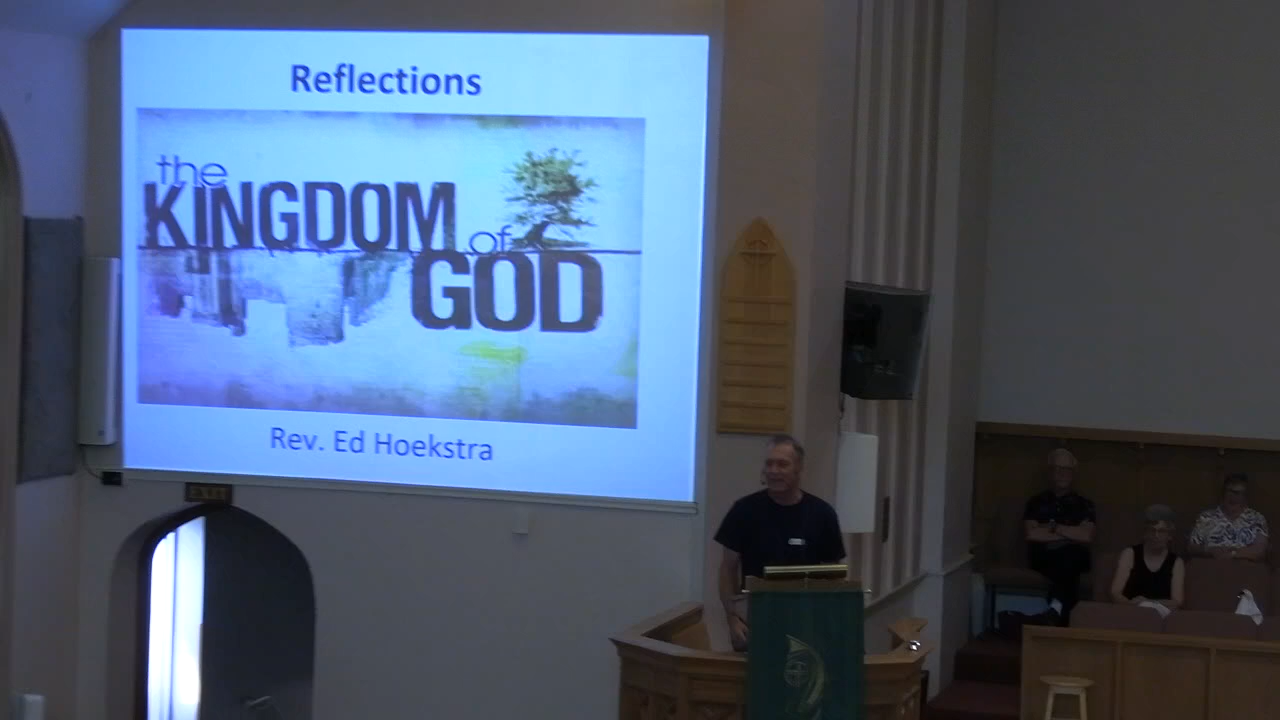 Reflections
the
KINGDOM
of
GOD
Rev. Ed Hoekstra
EXIT